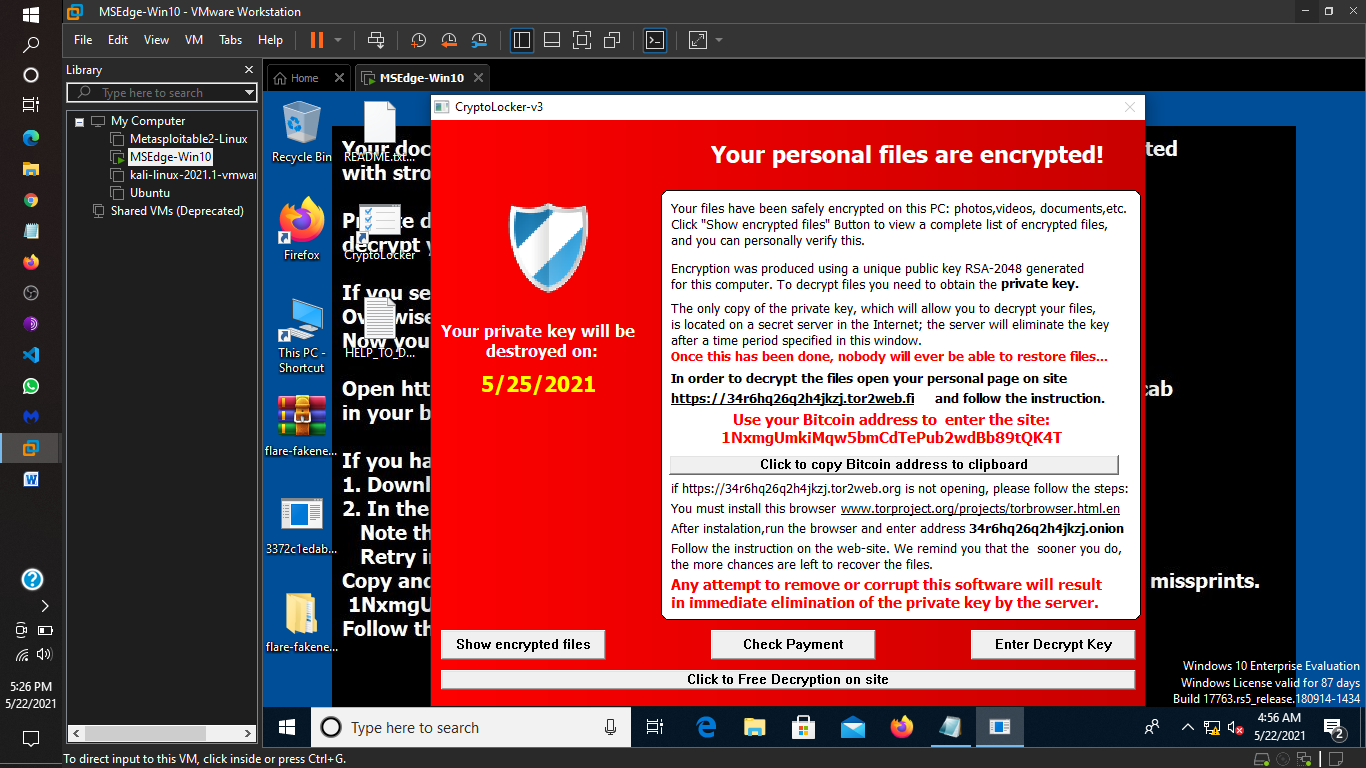 MSEdge-Win10 - VMware Workstation
File Edit View VM Tabs Help
Library
Type here to search
My Computer
Metasploitable2-Linux
MSEdge-Win10
kali-linux-2021.1-vmwar
Ubuntu
Shared VMs (Deprecated)
Home
MSEdge-Win10
Recycle Bin
README.txt...
Firefox
CryptoLocker
This PC -
Shortcut
HELP_TO_D...
flare-fakene...
3372c1edab...
flare-fakene...
Your doc
ted
with stro
decrypt y
If you se
Now you
Open htt
cab
in your b
If you ha
1. Downl
2. In the
Note th
Retry i
Copy and
missprints.
1NxmgU
Follow th
CryptoLocker-v3
Your personal files are encrypted!
Your private key will be
destroyed on:
5/25/2021
Your files have been safely encrypted on this PC: photos,videos, documents,etc.
Click "Show encrypted files" Button to view a complete list of encrypted files,
and you can personally verify this.
Encryption was produced using a unique public key RSA-2048 generated
for this computer. To decrypt files you need to obtain the private key.
The only copy of the private key, which will allow you to decrypt your files,
is located on a secret server in the Internet; the server will eliminate the key
after a time period specified in this window.
Once this has been done, nobody will ever be able to restore files...
In order to decrypt the files open your personal page on site
https://34r6hq26q2h4jkzj.tor2web.fi and follow the instruction.
Use your Bitcoin address to enter the site:
1NxmgUmkiMqw5bmCdTePub2wdBb89tQK4T
Click to copy Bitcoin address to clipboard
if https://34r6hq26q2h4jkzj.tor2web.org is not opening, please follow the steps:
You must install this browser www.torproject.org/projects/torbrowser.html.en
After instalation,run the browser and enter address 34r6hq26q2h4jkzj.onion
Follow the instruction on the web-site. We remind you that the sooner you do,
the more chances are left to recover the files.
Any attempt to remove or corrupt this software will result
in immediate elimination of the private key by the server.
Show encrypted files
Check Payment
Enter Decrypt Key
Click to Free Decryption on site
Windows 10 Enterprise Evaluation
Windows License valid for 87 days
Build 17763.rs5_release.180914-1434
Type here to search
4:56 AM
5/22/2021
2
5:26 PM
5/22/2021
To direct input to this VM, click inside or press Ctrl+G.